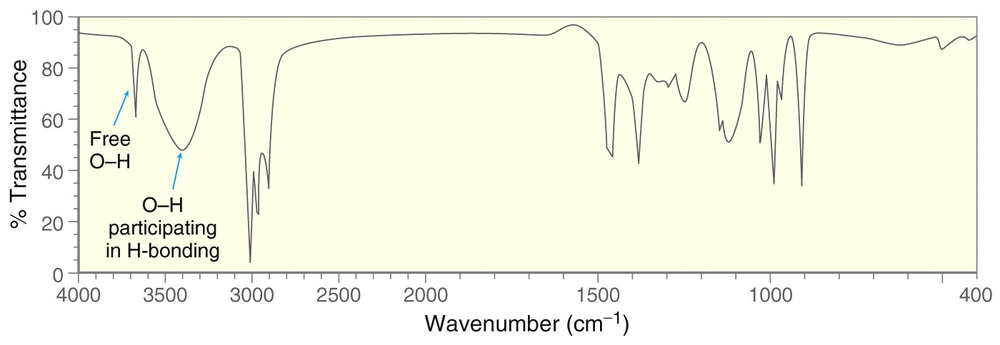 100
80
60
40
20
0
% Transmittance
Free
O–H
O–H
participating
in H-bonding
4000 3500 3000 2500 2000 1500 1000 400
Wavenumber (cm⁻¹)